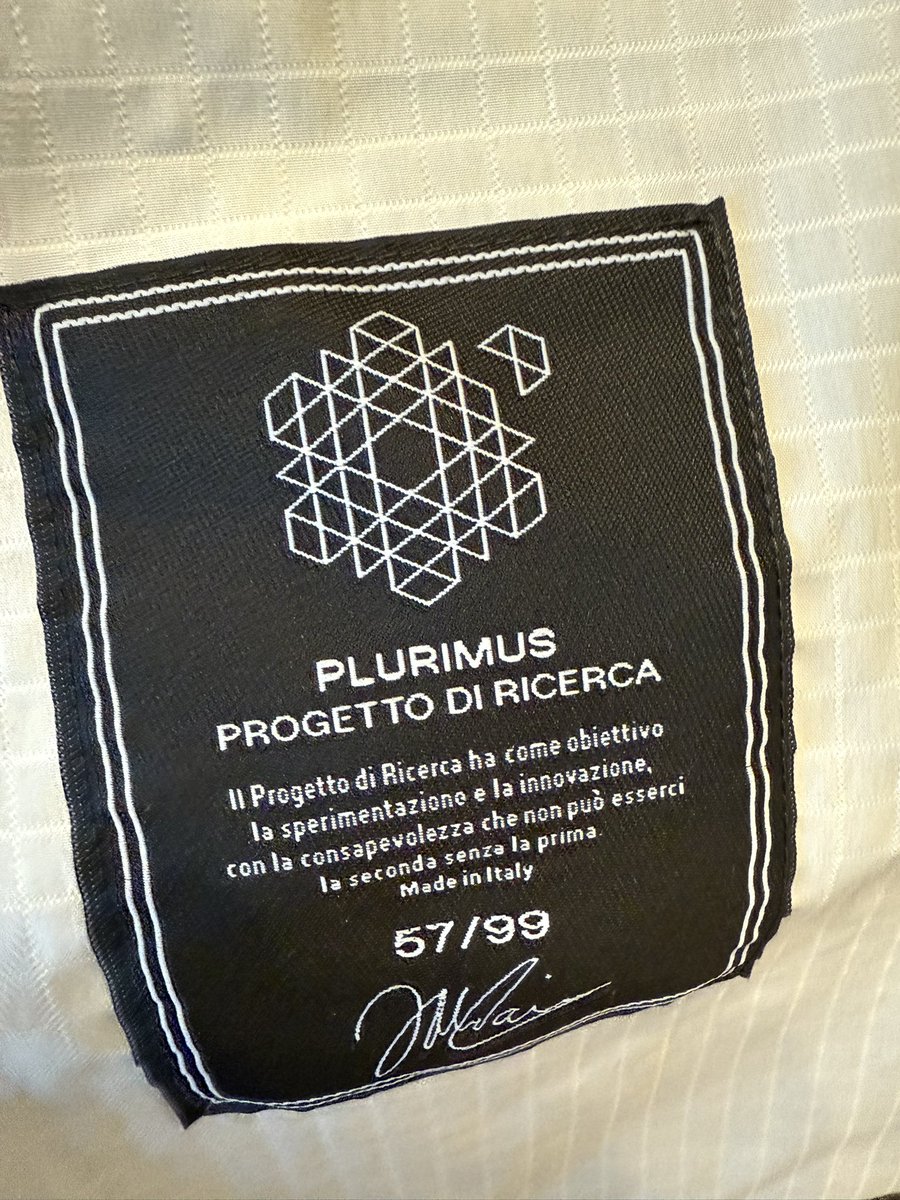 PLURIMUS
PROGETTO DI RICERCA
Il Progetto di Ricerca ha come obiettivo
la sperimentazione e la innovazione,
con la consapevolezza che non può esserci
la seconda senza la prima.
Made in Italy
57/99